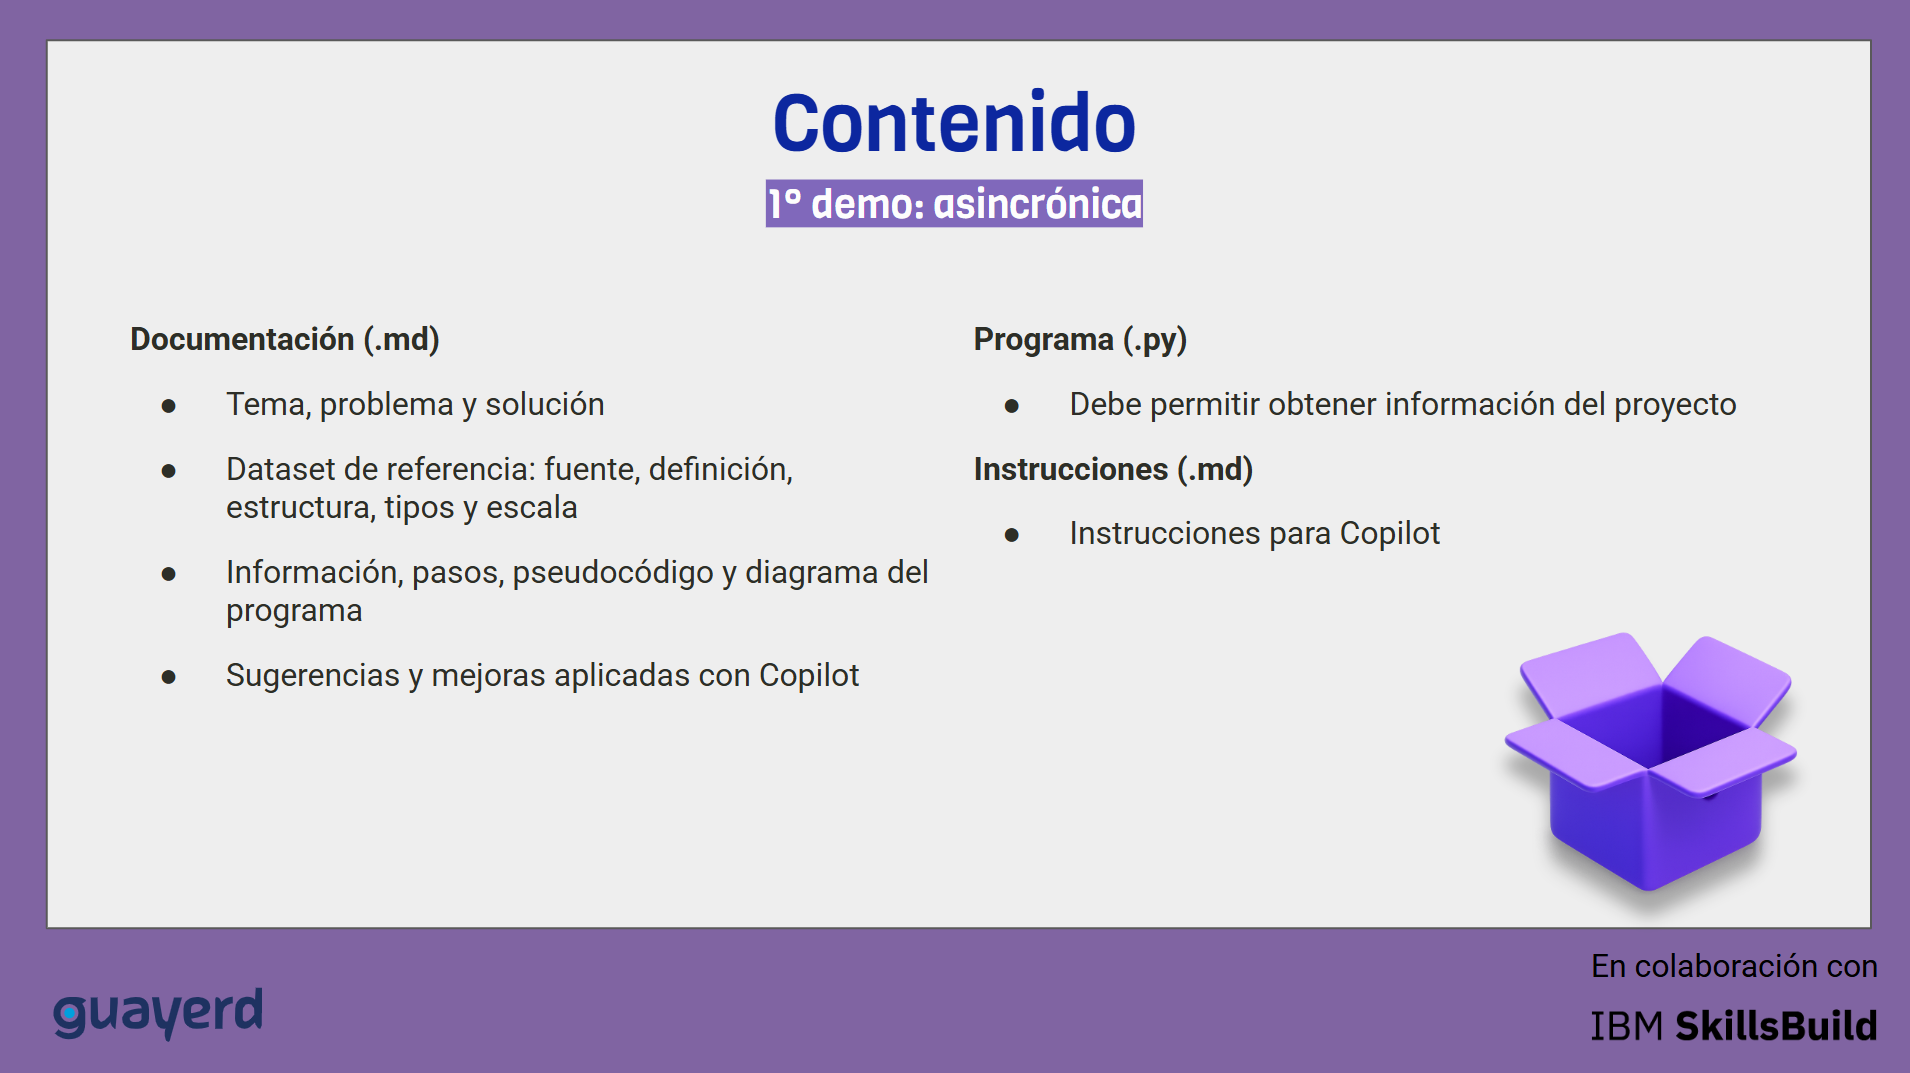 Contenido
1º demo: asincrónica
Documentación (.md)
● Tema, problema y solución
● Dataset de referencia: fuente, definición,
estructura, tipos y escala
● Información, pasos, pseudocódigo y diagrama del
programa
● Sugerencias y mejoras aplicadas con Copilot
Programa (.py)
● Debe permitir obtener información del proyecto
Instrucciones (.md)
● Instrucciones para Copilot
guayerd
En colaboración con
IBM SkillsBuild